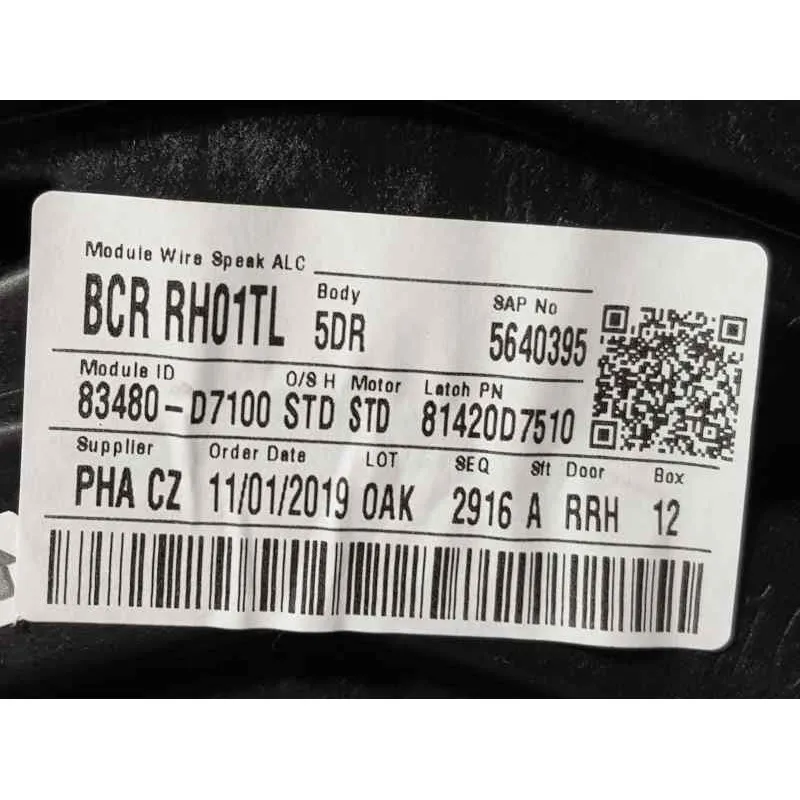 Module Wire Speak ALC
Body SAP No
BCR RH01TL 5DR 5640395
Module ID O/S H Motor Latch PN
83480-D7100 STD STD 81420D7510
Supplier Order Date LOT SEQ Sft Door Box
PHA CZ 11/01/2019 0AK 2916 A RRH 12